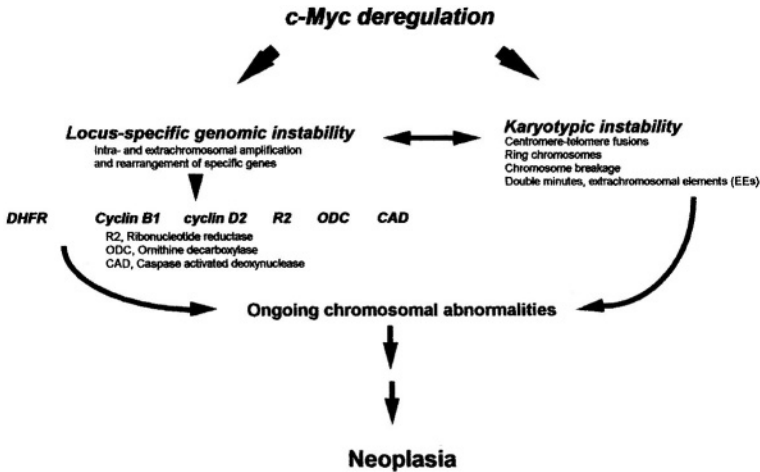 c-Myc deregulation
Locus-specific genomic instability
Intra- and extrachromosomal amplification
and rearrangement of specific genes
Karyotypic instability
Centromere-telomere fusions
Ring chromosomes
Chromosome breakage
Double minutes, extrachromosomal elements (EEs)
DHFR Cyclin B1 cyclin D2 R2 ODC CAD
R2, Ribonucleotide reductase
ODC, Ornithine decarboxylase
CAD, Caspase activated deoxynuclease
Ongoing chromosomal abnormalities
Neoplasia